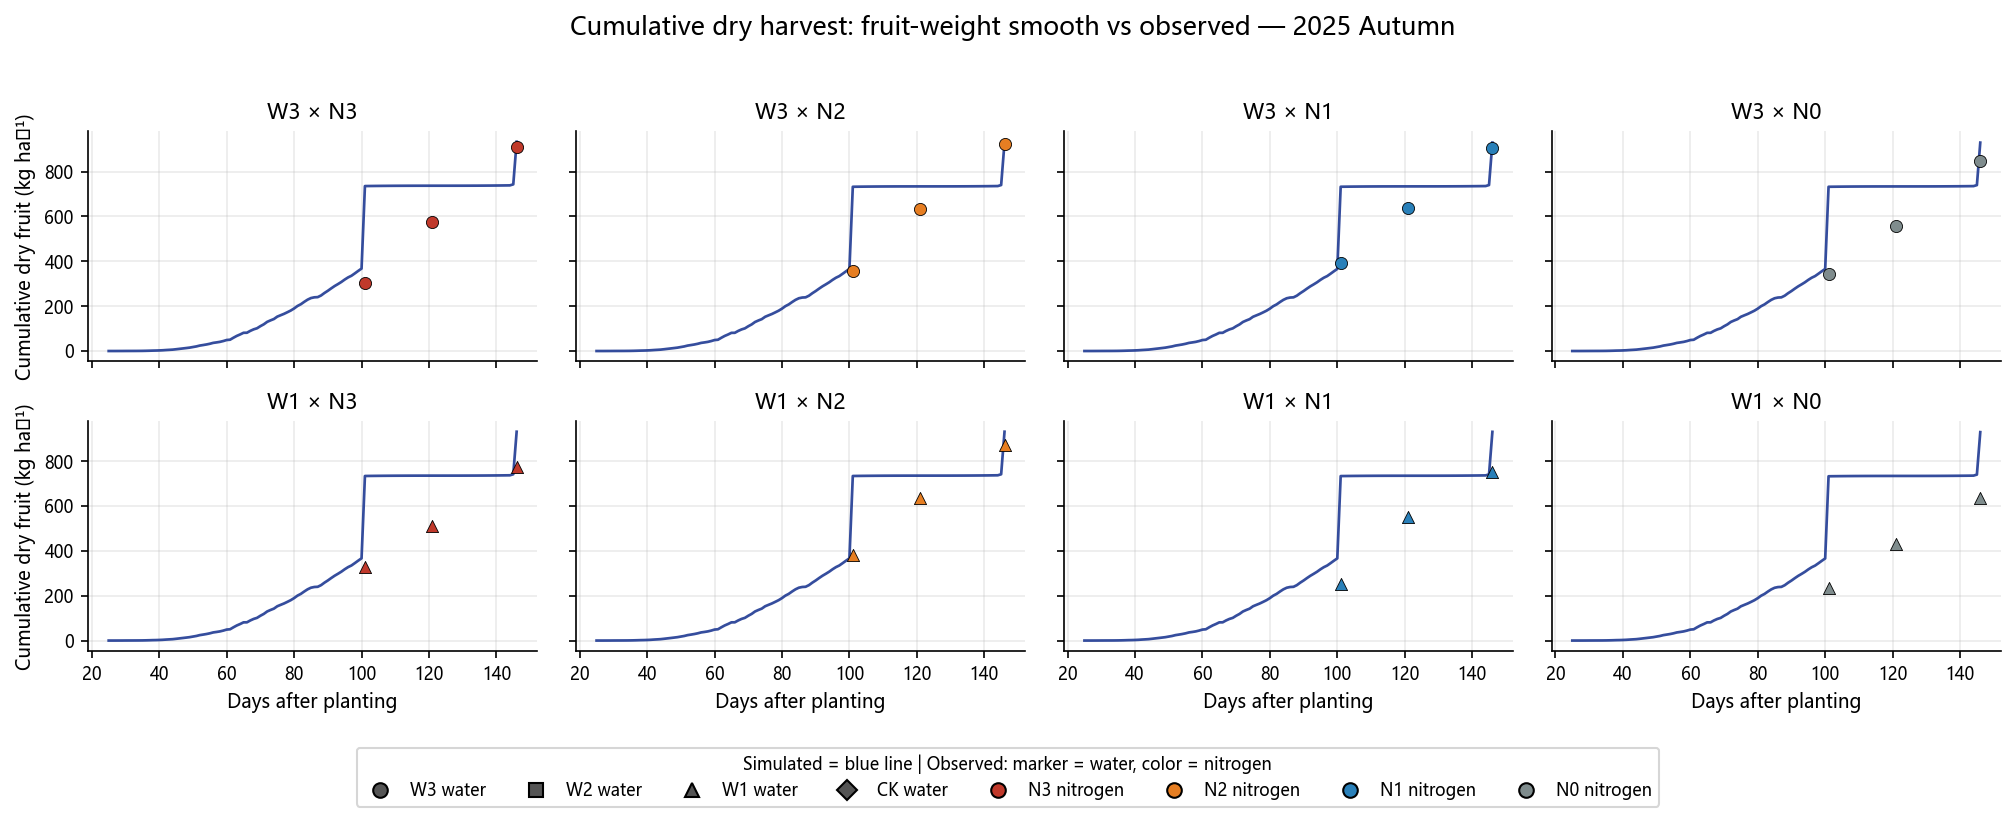 Cumulative dry harvest: fruit-weight smooth vs observed — 2025 Autumn
W3 × N3
W3 × N2
W3 × N1
W3 × N0
Cumulative dry fruit (kg ha▯¹)
800
600
400
200
0
W1 × N3
W1 × N2
W1 × N1
W1 × N0
Cumulative dry fruit (kg ha▯¹)
800
600
400
200
0
20 40 60 80 100 120 140
20 40 60 80 100 120 140
20 40 60 80 100 120 140
20 40 60 80 100 120 140
Days after planting
Days after planting
Days after planting
Days after planting
Simulated = blue line | Observed: marker = water, color = nitrogen
W3 water W2 water W1 water CK water N3 nitrogen N2 nitrogen N1 nitrogen N0 nitrogen